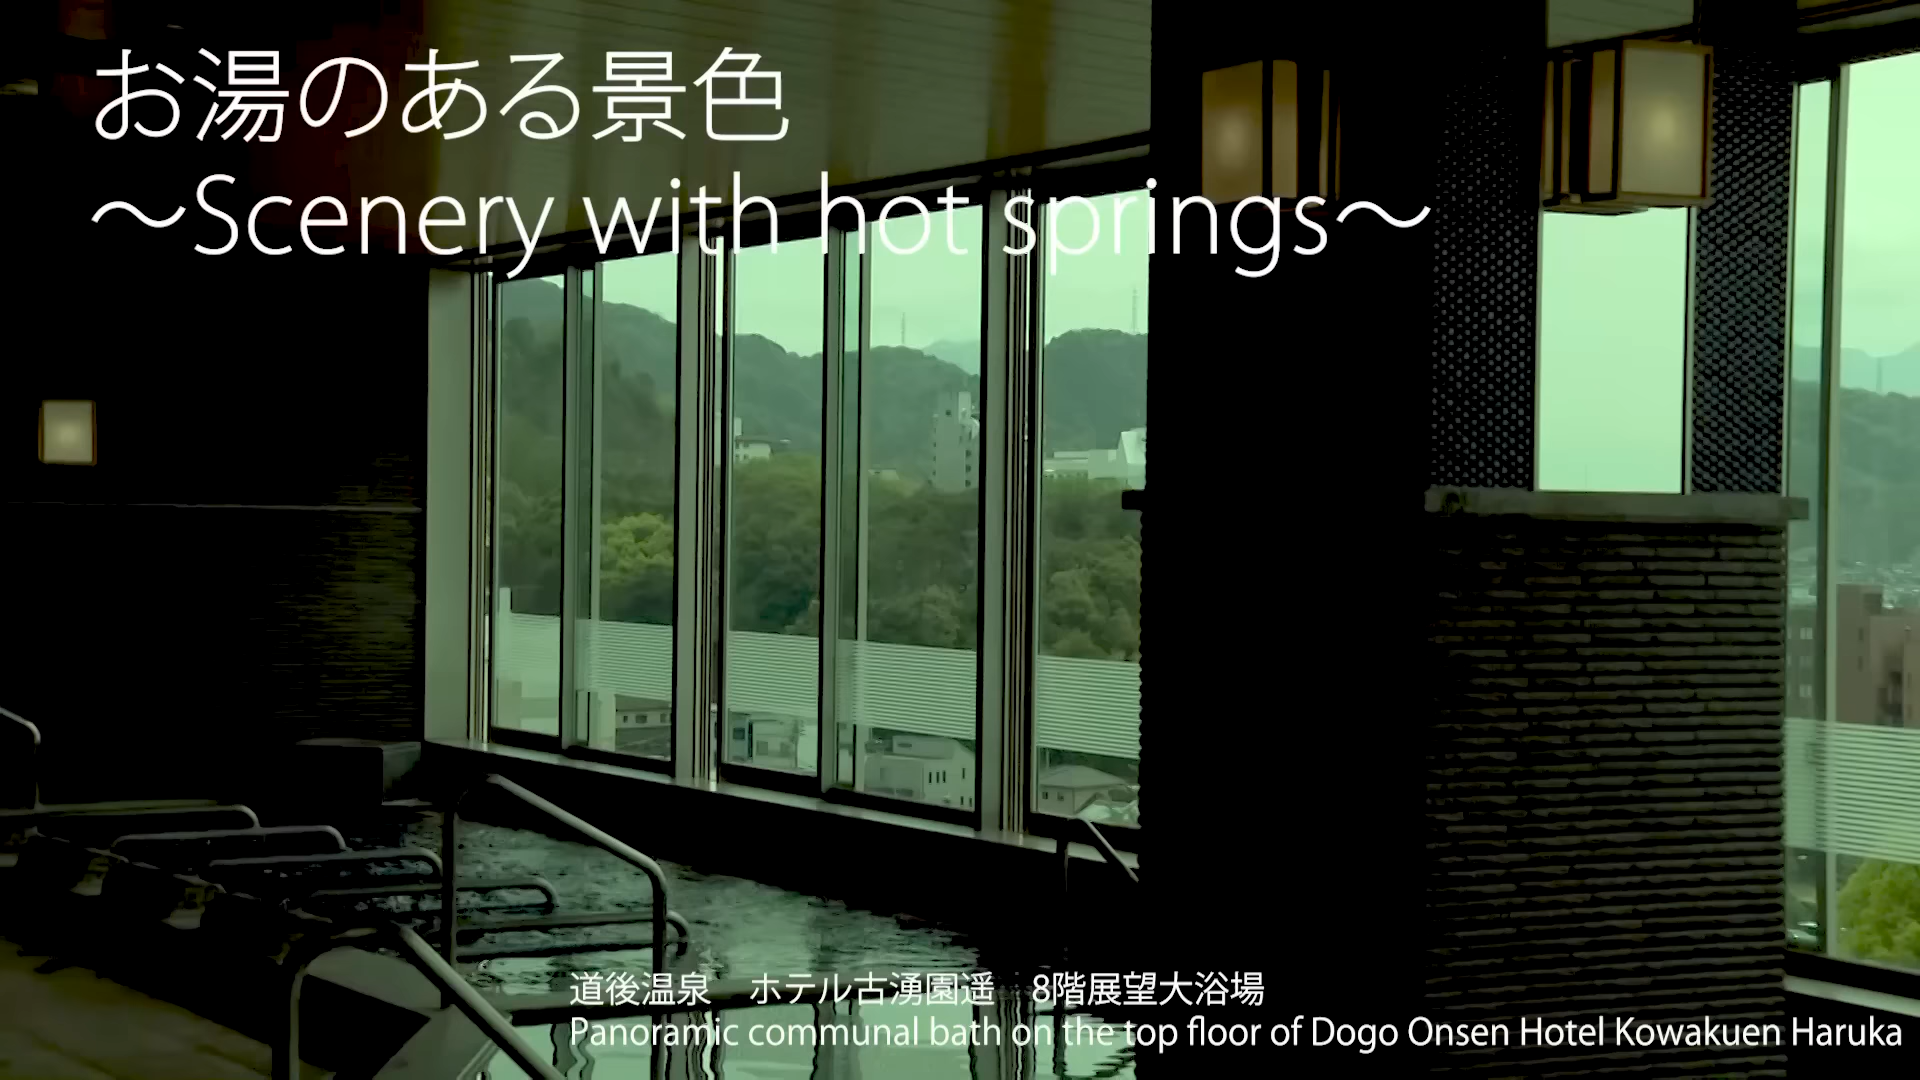 お湯のある景色
～Scenery with hot springs～
道後温泉　ホテル古湧園遥　8階展望大浴場
Panoramic communal bath on the top floor of Dogo Onsen Hotel Kowakuen Haruka